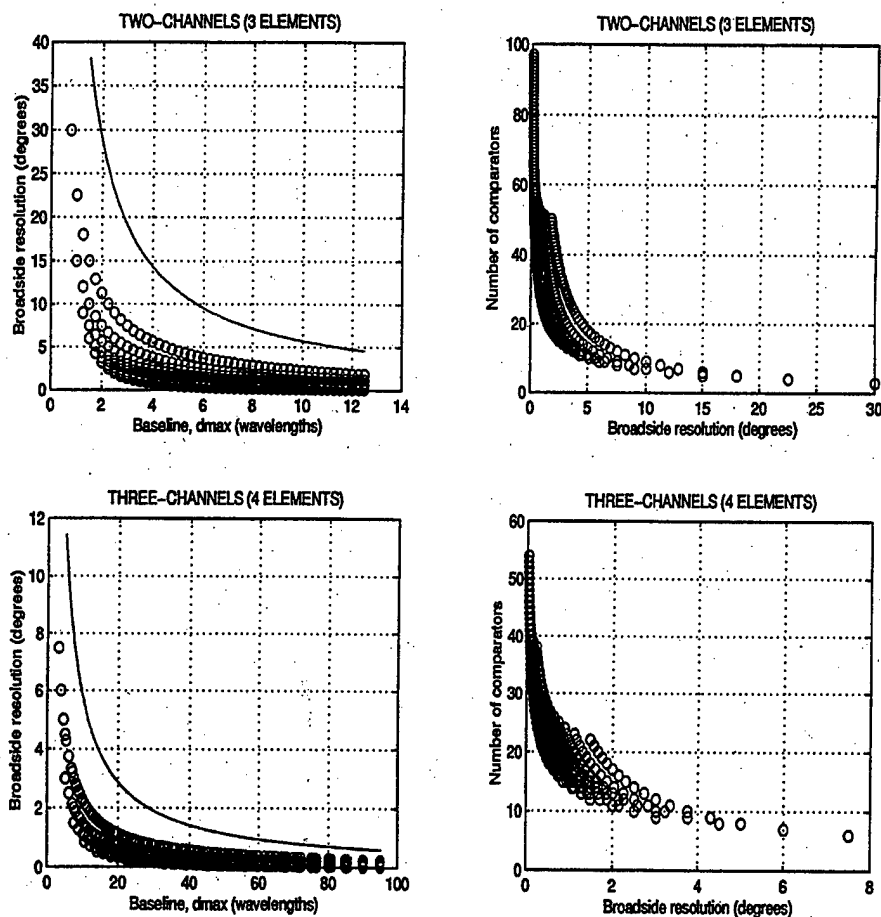 TWO-CHANNELS (3 ELEMENTS)
40
35
30
25
20
15
10
5
0
Broadside resolution (degrees)
0 2 4 6 8 10 12 14
Baseline, dmax (wavelengths)
TWO-CHANNELS (3 ELEMENTS)
100
80
60
40
20
0
Number of comparators
0 5 10 15 20 25 30
Broadside resolution (degrees)
THREE-CHANNELS (4 ELEMENTS)
12
10
8
6
4
2
0
Broadside resolution (degrees)
0 20 40 60 80 100
Baseline, dmax (wavelengths)
THREE-CHANNELS (4 ELEMENTS)
60
50
40
30
20
10
0
Number of comparators
0 2 4 6 8
Broadside resolution (degrees)